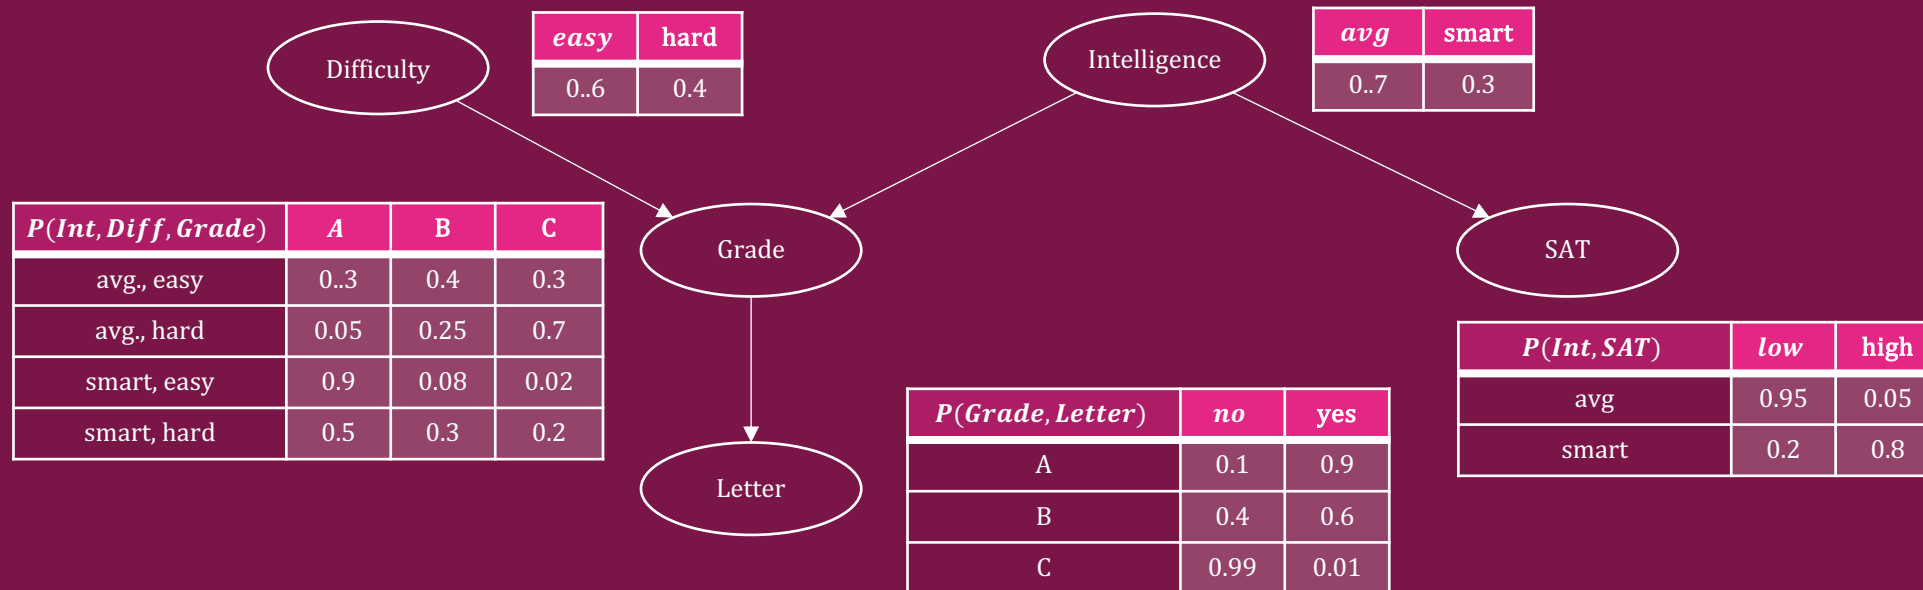 Difficulty
easy hard
0..6 0.4
Intelligence
avg smart
0..7 0.3
P(Int, Diff, Grade) A B C
avg., easy 0..3 0.4 0.3
avg., hard 0.05 0.25 0.7
smart, easy 0.9 0.08 0.02
smart, hard 0.5 0.3 0.2
Grade
SAT
P(Int, SAT) low high
avg 0.95 0.05
smart 0.2 0.8
Letter
P(Grade, Letter) no yes
A 0.1 0.9
B 0.4 0.6
C 0.99 0.01